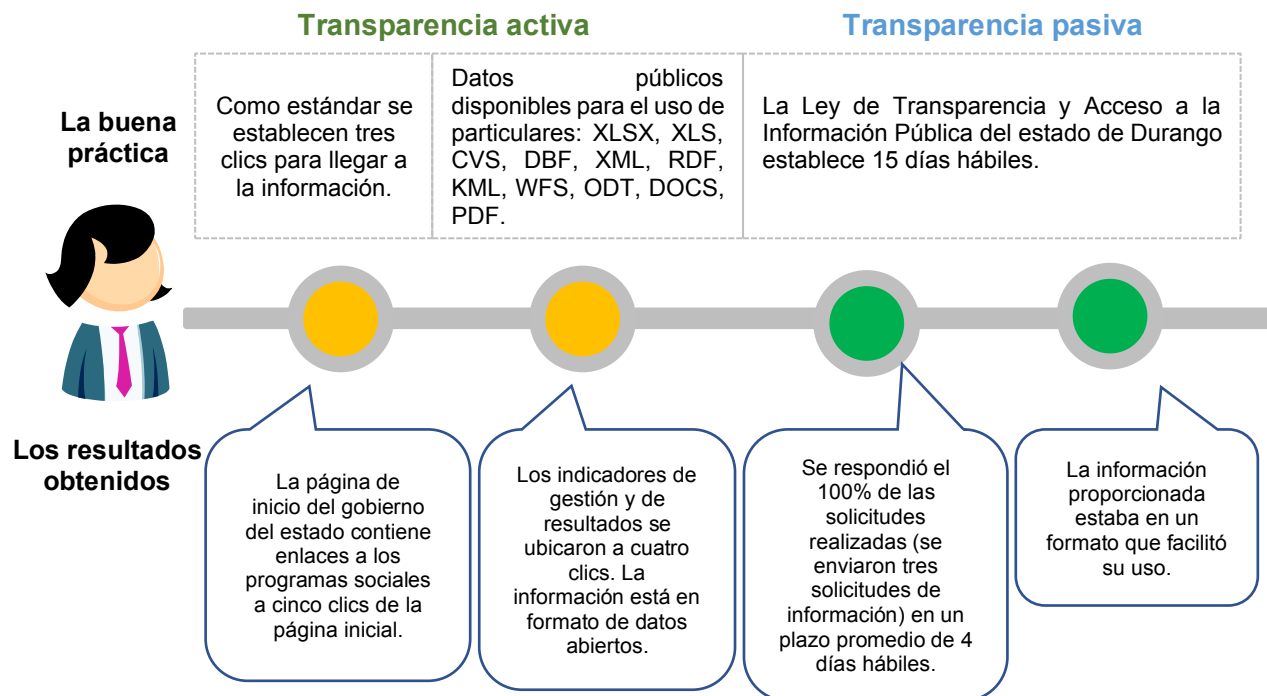 Transparencia activa
Transparencia pasiva
La buena
práctica
Como estándar se
establecen tres
clics para llegar a
la información.
Datos públicos
disponibles para el uso de
particulares: XLSX, XLS,
CVS, DBF, XML, RDF,
KML, WFS, ODT, DOCS,
PDF.
La Ley de Transparencia y Acceso a la
Información Pública del estado de Durango
establece 15 días hábiles.
Los resultados
obtenidos
La página de
inicio del gobierno
del estado contiene
enlaces a los
programas sociales
a cinco clics de la
página inicial.
Los indicadores de
gestión y de
resultados se
ubicaron a cuatro
clics. La
información está en
formato de datos
abiertos.
Se respondió el
100% de las
solicitudes
realizadas (se
enviaron tres
solicitudes de
información) en un
plazo promedio de 4
días hábiles.
La información
proporcionada
estaba en un
formato que facilitó
su uso.